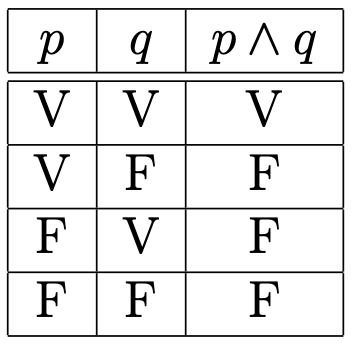 p q p ∧ q
V V V
V F F
F V F
F F F